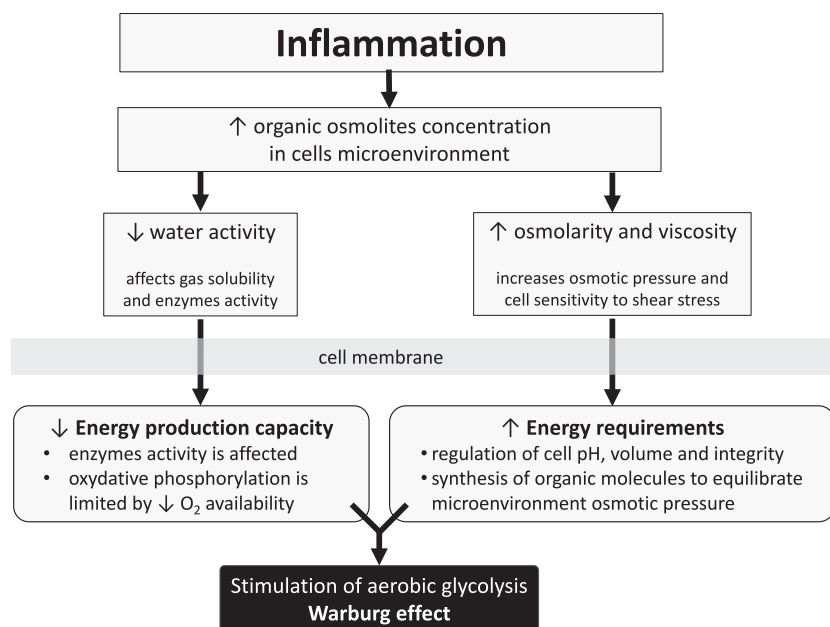 Inflammation
↑ organic osmolites concentration
in cells microenvironment
↓ water activity
affects gas solubility
and enzymes activity
↑ osmolarity and viscosity
increases osmotic pressure and
cell sensitivity to shear stress
cell membrane
↓ Energy production capacity
• enzymes activity is affected
• oxydative phosphorylation is
limited by ↓ O₂ availability
↑ Energy requirements
• regulation of cell pH, volume and integrity
• synthesis of organic molecules to equilibrate
microenvironment osmotic pressure
Stimulation of aerobic glycolysis
Warburg effect